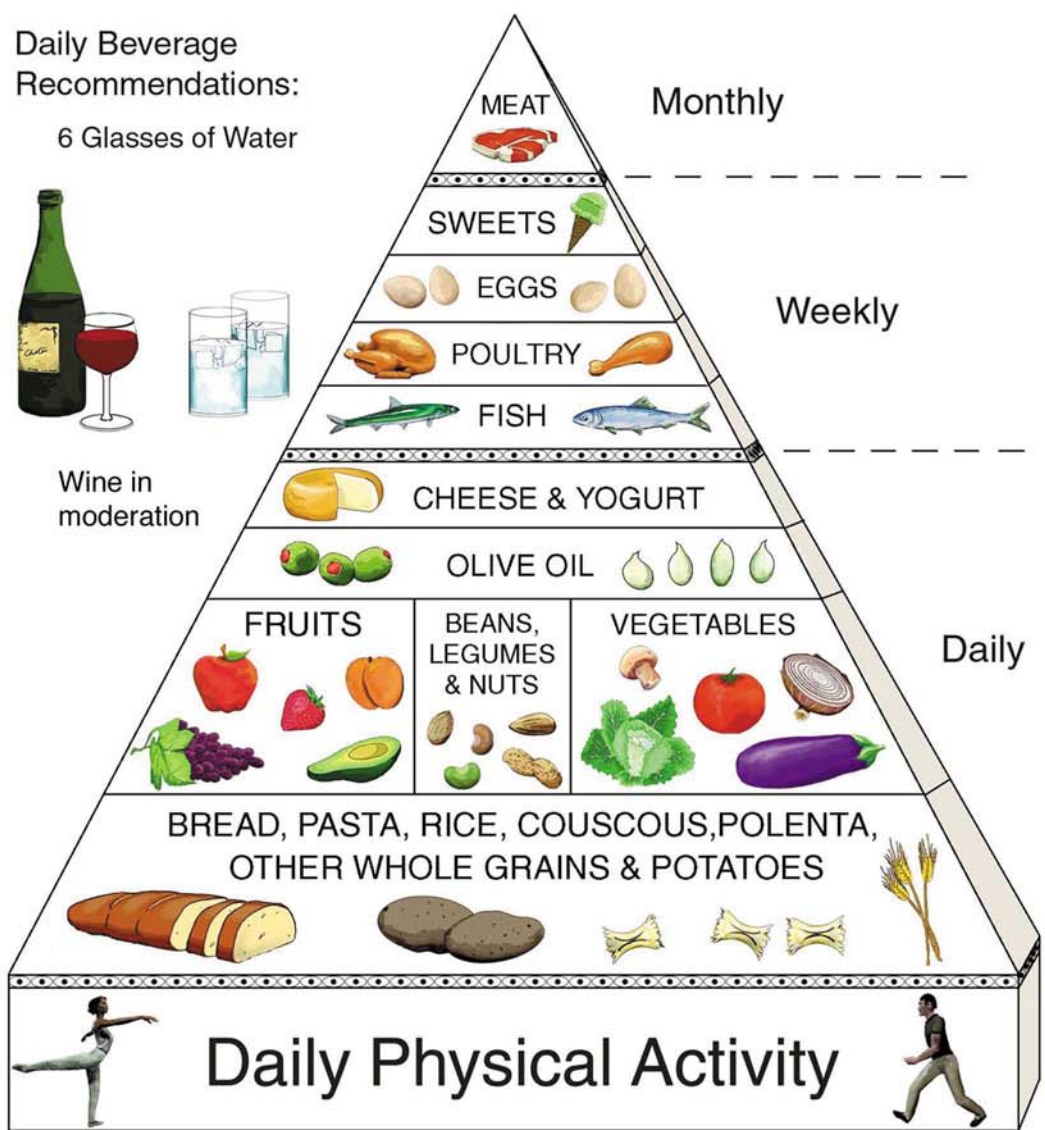 Daily Beverage
Recommendations:
6 Glasses of Water
Wine in
moderation
MEAT
Monthly
SWEETS
EGGS
Weekly
POULTRY
FISH
CHEESE & YOGURT
OLIVE OIL
FRUITS
BEANS,
LEGUMES
& NUTS
VEGETABLES
Daily
BREAD, PASTA, RICE, COUSCOUS,POLENTA,
OTHER WHOLE GRAINS & POTATOES
Daily Physical Activity